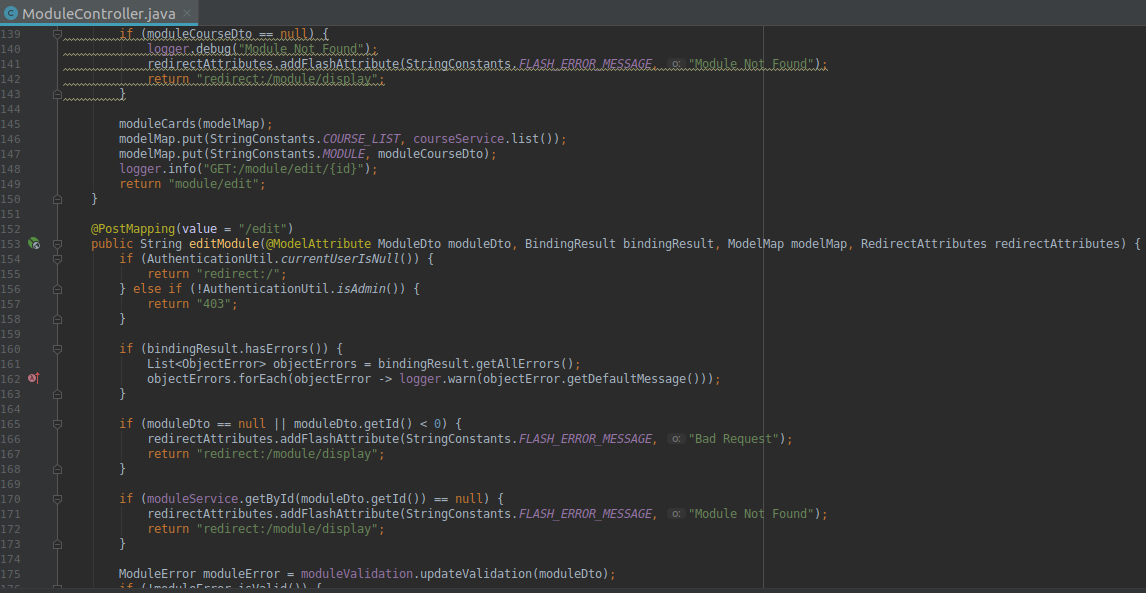 ModuleController.java ×
139 if (moduleCourseDto == null) {
140 logger.debug("Module Not Found");
141 redirectAttributes.addFlashAttribute(StringConstants.FLASH_ERROR_MESSAGE, o: "Module Not Found");
142 return "redirect:/module/display";
143 }
144
145 moduleCards(modelMap);
146 modelMap.put(StringConstants.COURSE_LIST, courseService.list());
147 modelMap.put(StringConstants.MODULE, moduleCourseDto);
148 logger.info("GET:/module/edit/{id}");
149 return "module/edit";
150 }
151
152 @PostMapping(value = "/edit")
153 public String editModule(@ModelAttribute ModuleDto moduleDto, BindingResult bindingResult, ModelMap modelMap, RedirectAttributes redirectAttributes) {
154 if (AuthenticationUtil.currentUserIsNull()) {
155 return "redirect:/";
156 } else if (!AuthenticationUtil.isAdmin()) {
157 return "403";
158 }
159
160 if (bindingResult.hasErrors()) {
161 List<ObjectError> objectErrors = bindingResult.getAllErrors();
162 objectErrors.forEach(objectError -> logger.warn(objectError.getDefaultMessage()));
163 }
164
165 if (moduleDto == null || moduleDto.getId() < 0) {
166 redirectAttributes.addFlashAttribute(StringConstants.FLASH_ERROR_MESSAGE, o: "Bad Request");
167 return "redirect:/module/display";
168 }
169
170 if (moduleService.getById(moduleDto.getId()) == null) {
171 redirectAttributes.addFlashAttribute(StringConstants.FLASH_ERROR_MESSAGE, o: "Module Not Found");
172 return "redirect:/module/display";
173 }
174
175 ModuleError moduleError = moduleValidation.updateValidation(moduleDto);
176 if (!moduleError.isValid()) {